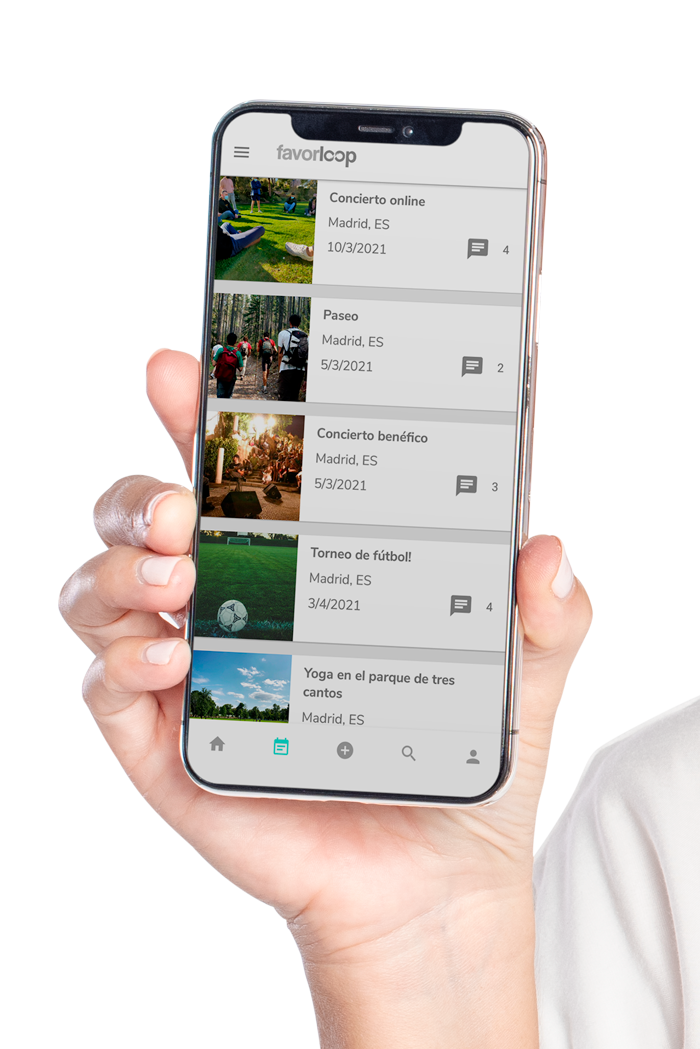 favorloop
Concierto online
Madrid, ES
10/3/2021
4
Paseo
Madrid, ES
5/3/2021
2
Concierto benéfico
Madrid, ES
5/3/2021
3
Torneo de fútbol!
Madrid, ES
3/4/2021
4
Yoga en el parque de tres
cantos
Madrid, ES